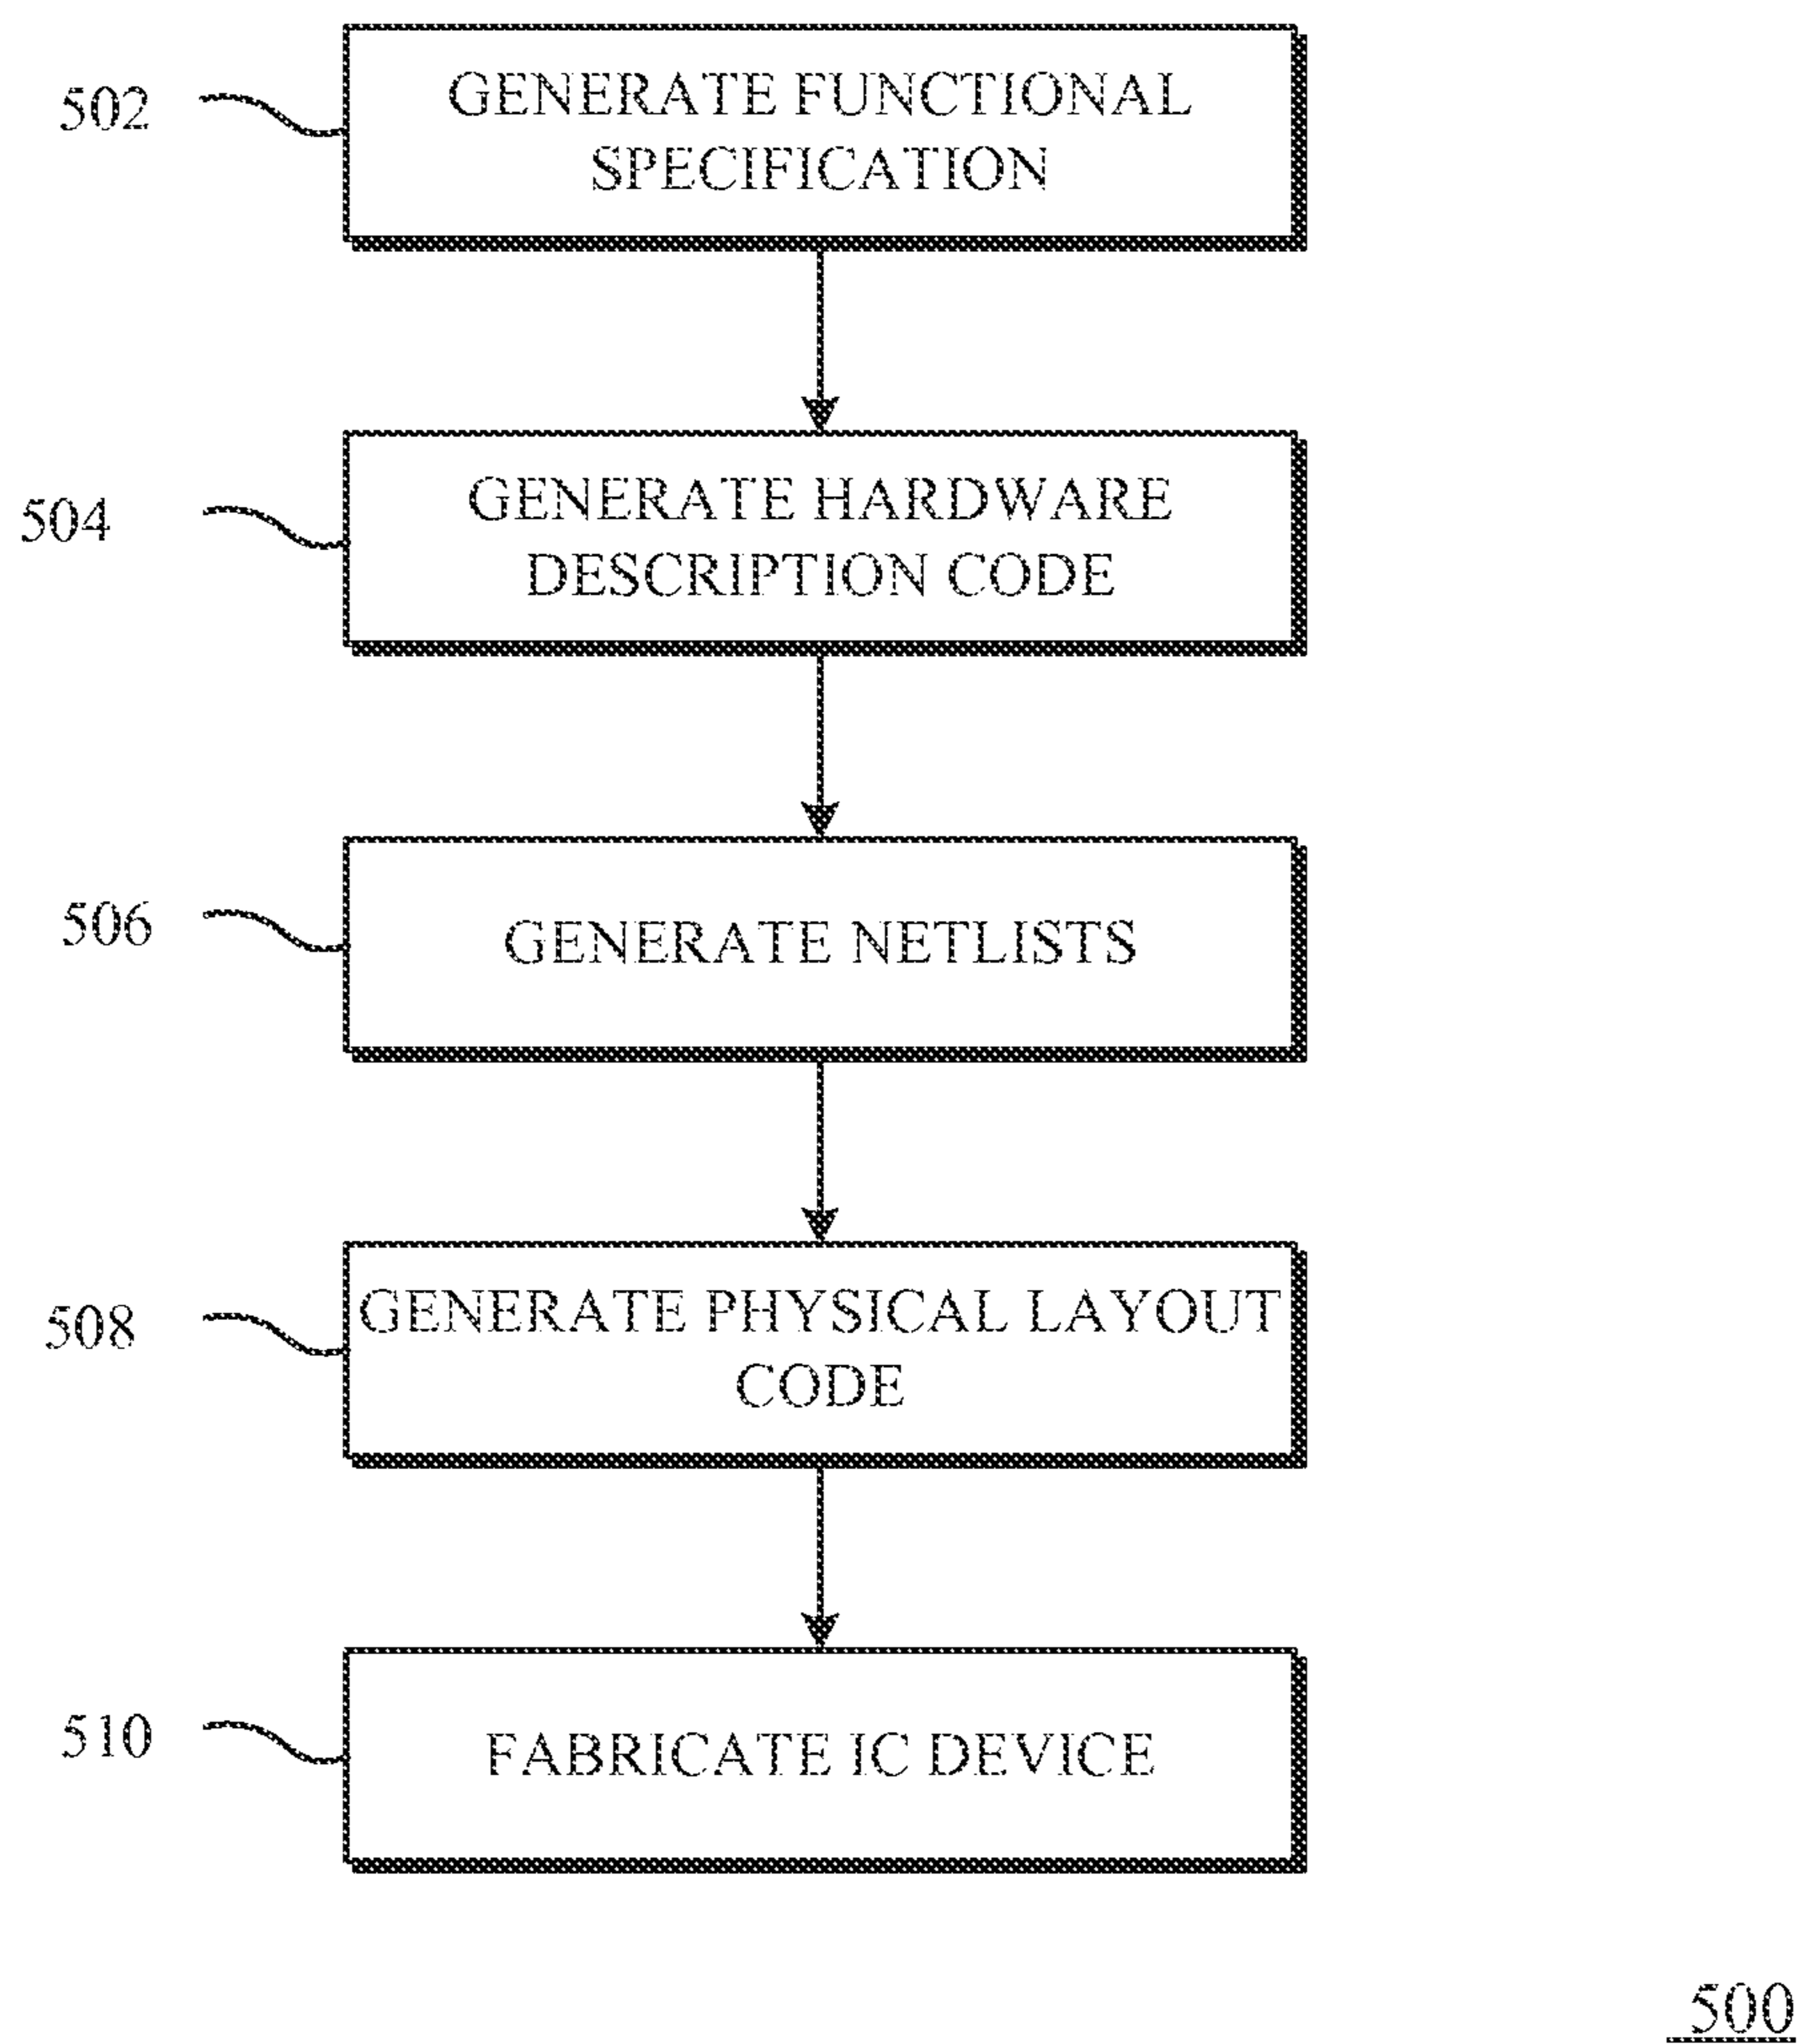 502
GENERATE FUNCTIONAL
SPECIFICATION
504
GENERATE HARDWARE
DESCRIPTION CODE
506
GENERATE NETLISTS
508
GENERATE PHYSICAL LAYOUT
CODE
510
FABRICATE IC DEVICE
500